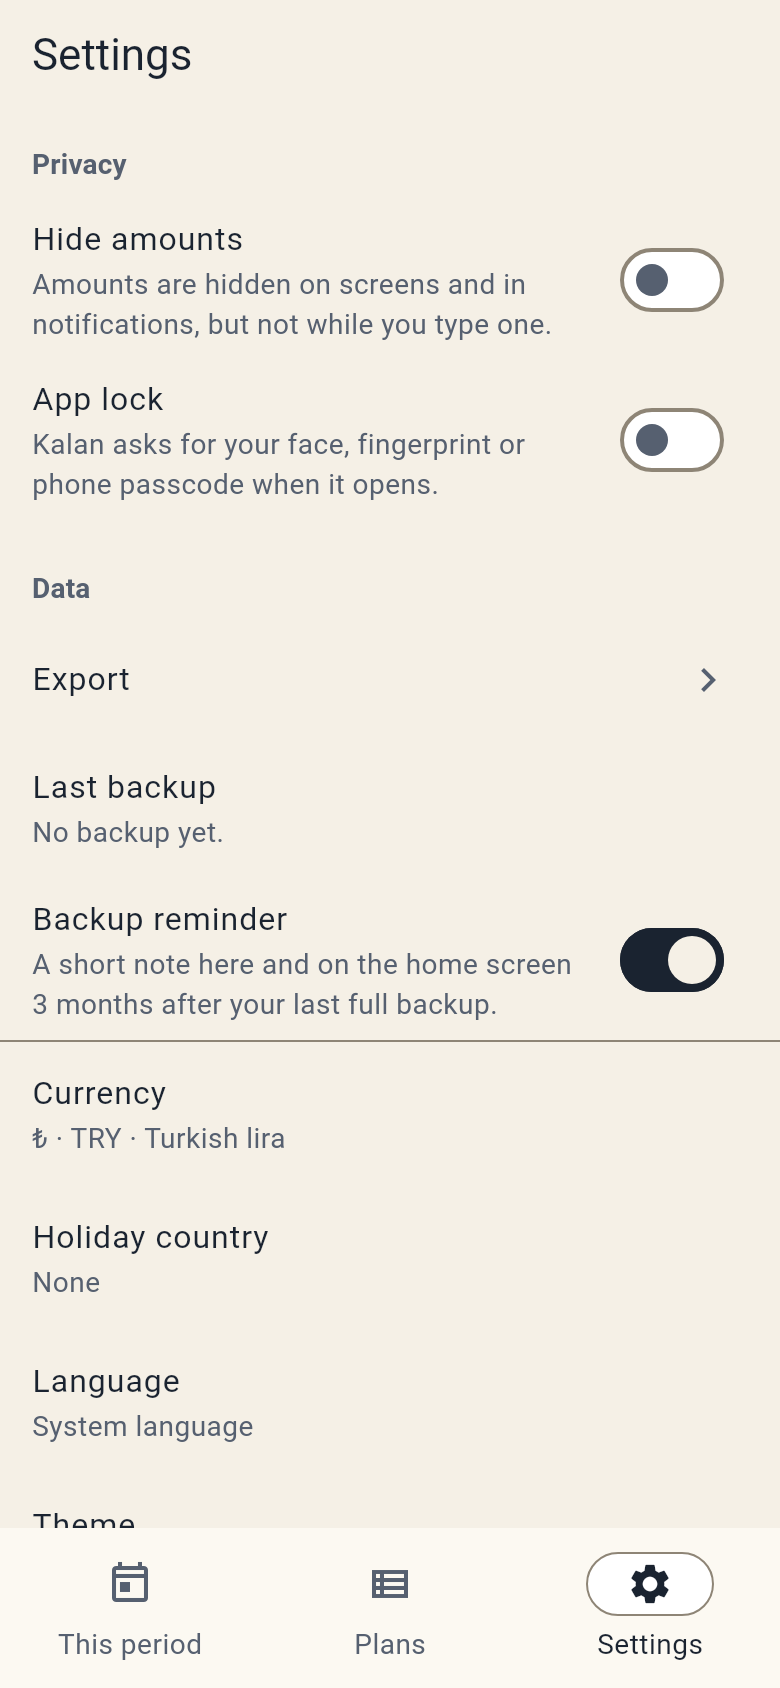 Settings
Privacy
Hide amounts
Amounts are hidden on screens and in
notifications, but not while you type one.
App lock
Kalan asks for your face, fingerprint or
phone passcode when it opens.
Data
Export
Last backup
No backup yet.
Backup reminder
A short note here and on the home screen
3 months after your last full backup.
Currency
₺ · TRY · Turkish lira
Holiday country
None
Language
System language
Theme
This period
Plans
Settings